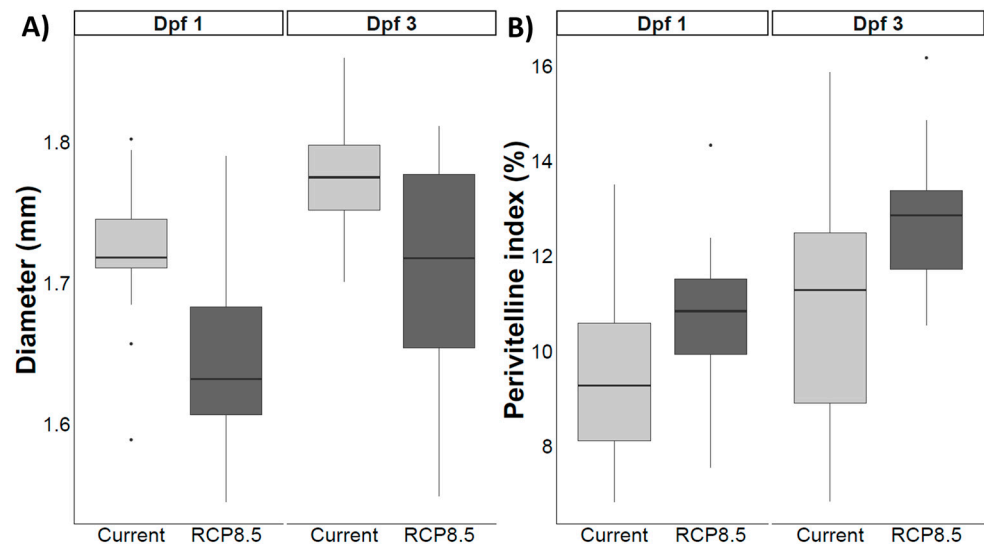 A)
Dpf 1
Dpf 3
Diameter (mm)
1.8
1.7
1.6
Current
RCP8.5
Current
RCP8.5
B)
Dpf 1
Dpf 3
Perivitelline index (%)
16
14
12
10
8
Current
RCP8.5
Current
RCP8.5